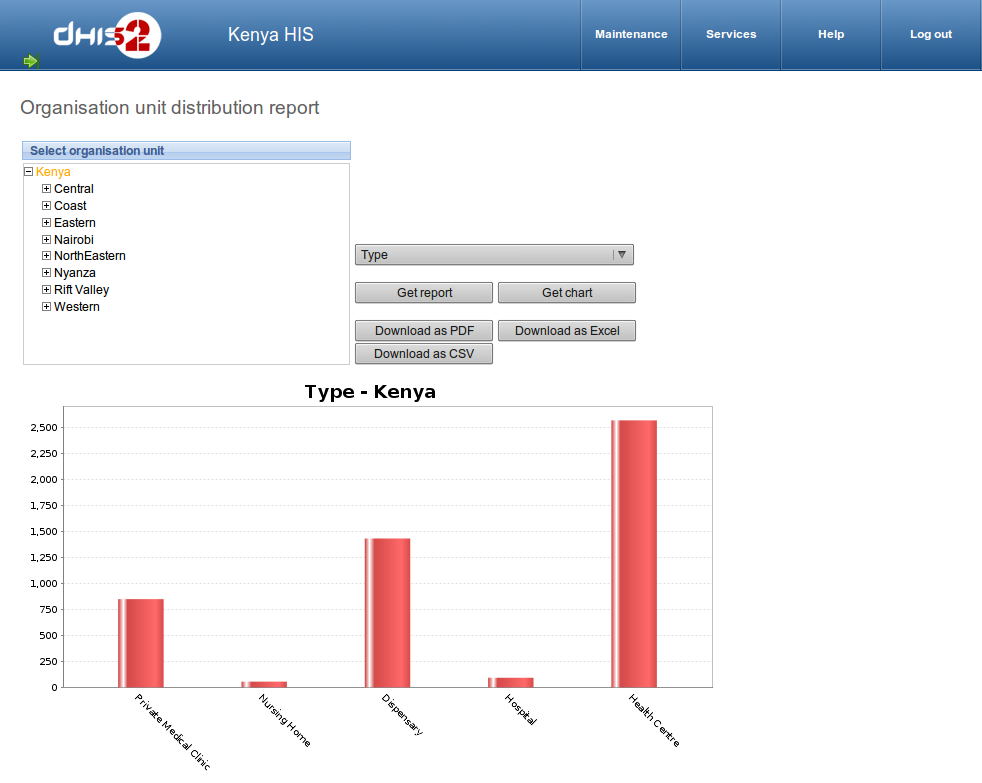 dHIS2
Kenya HIS
Maintenance
Services
Help
Log out
Organisation unit distribution report
Select organisation unit
Kenya
Central
Coast
Eastern
Nairobi
NorthEastern
Nyanza
Rift Valley
Western
Type
Get report
Get chart
Download as PDF
Download as Excel
Download as CSV
Type - Kenya
2,500
2,250
2,000
1,750
1,500
1,250
1,000
750
500
250
0
Private Medical Clinic
Nursing Home
Dispensary
Hospital
Health Centre